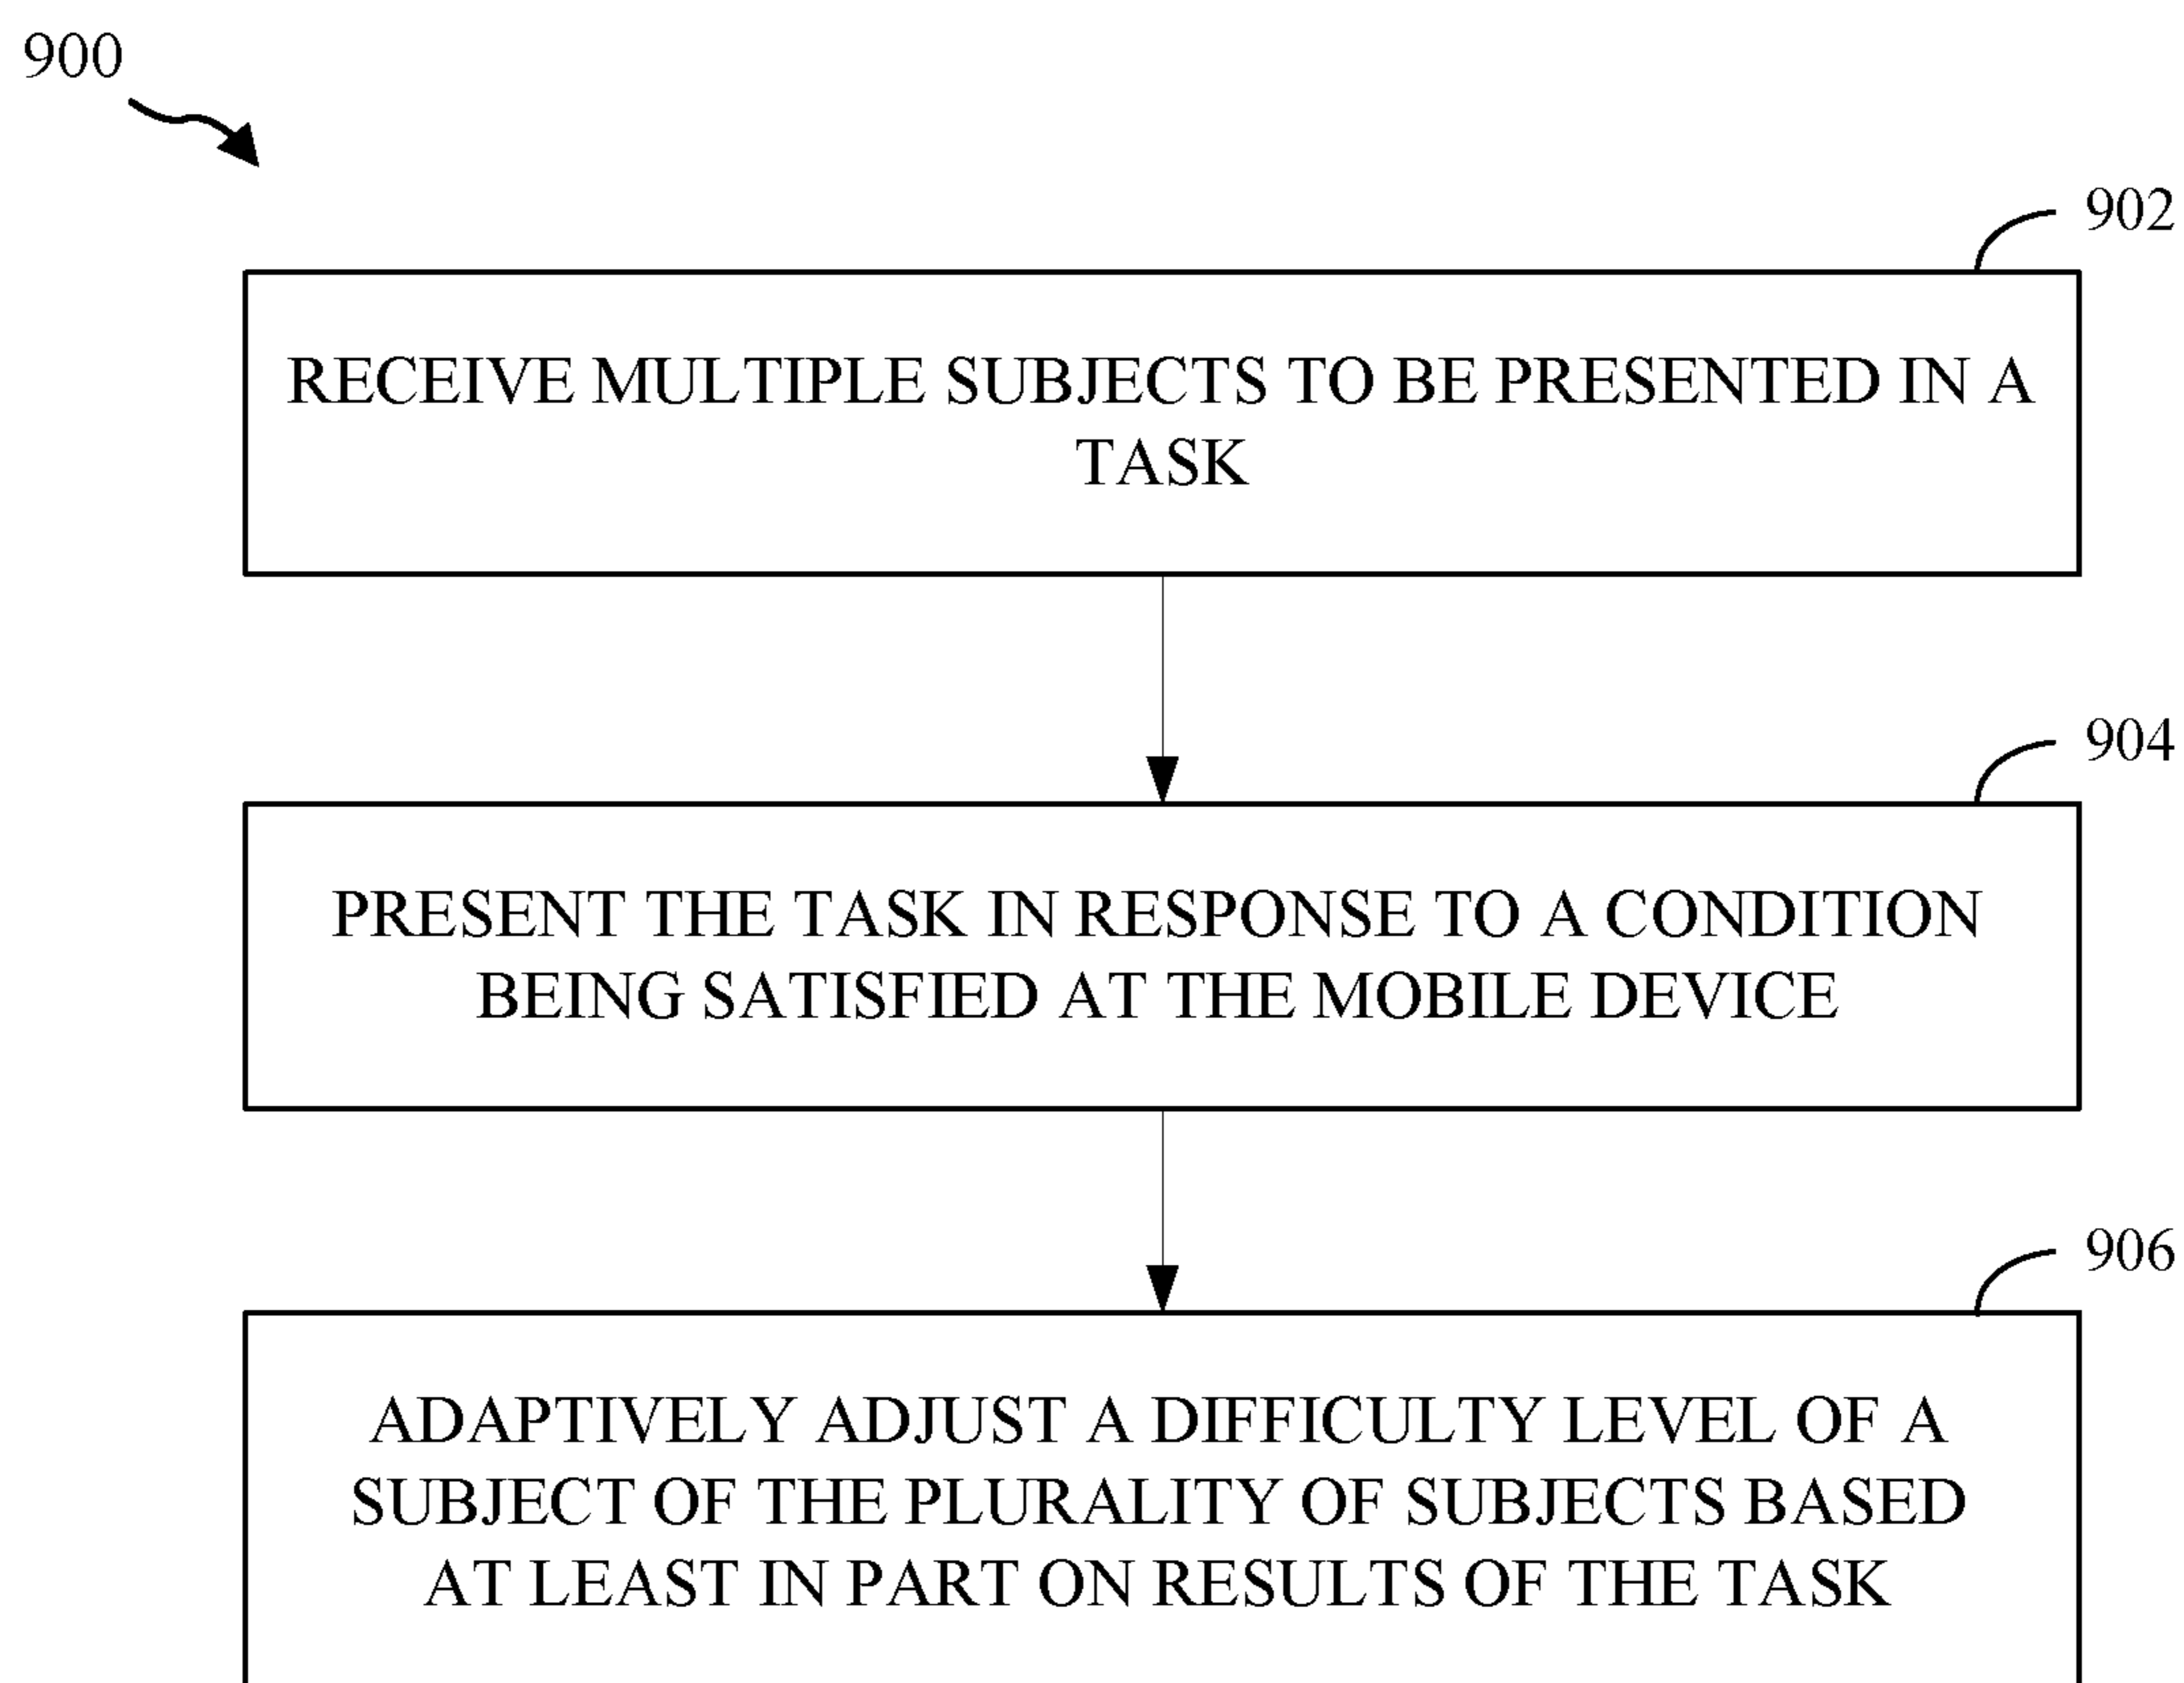 900
902
RECEIVE MULTIPLE SUBJECTS TO BE PRESENTED IN A
TASK
904
PRESENT THE TASK IN RESPONSE TO A CONDITION
BEING SATISFIED AT THE MOBILE DEVICE
906
ADAPTIVELY ADJUST A DIFFICULTY LEVEL OF A
SUBJECT OF THE PLURALITY OF SUBJECTS BASED
AT LEAST IN PART ON RESULTS OF THE TASK